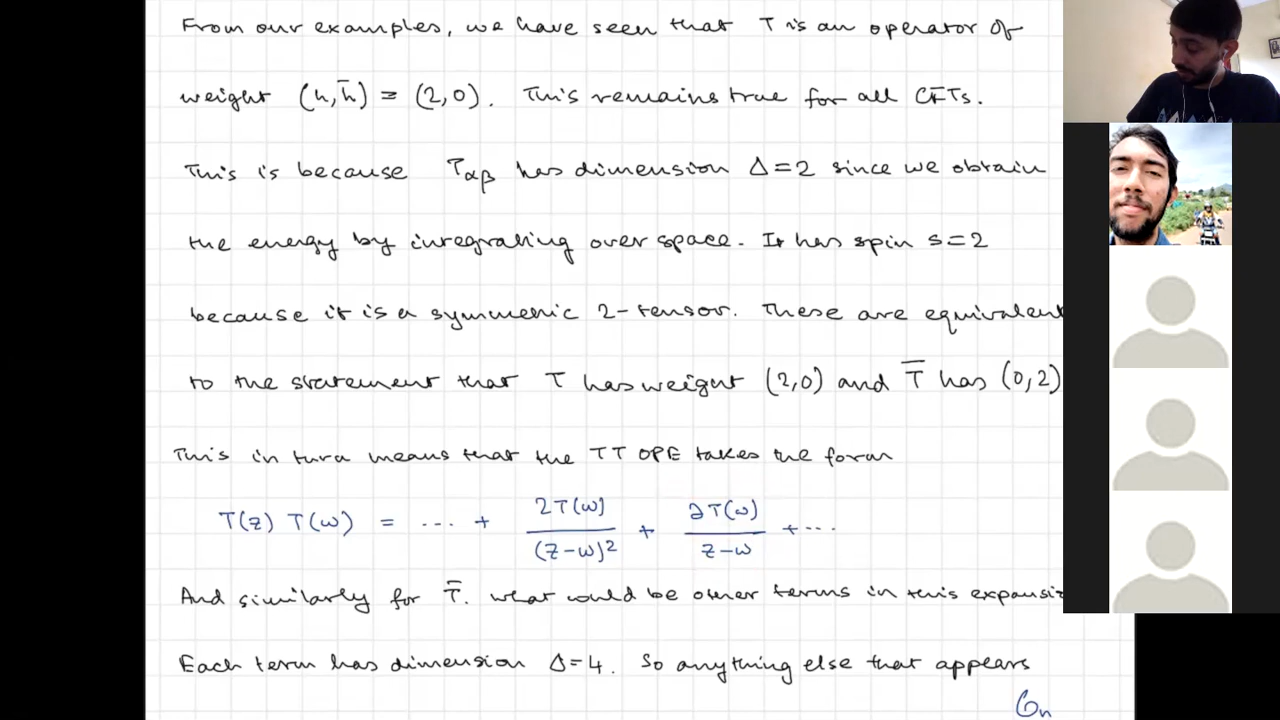 From our examples, we have seen that T is an operator of
weight (h, h̄) = (2,0). This remains true for all CFTs.
This is because Tαβ has dimension Δ=2 since we obtain
the energy by integrating over space. It has spin s=2
because it is a symmetric 2-tensor. These are equivalent
to the statement that T has weight (2,0) and T̄ has (0,2)
This in turn means that the TT OPE takes the form
T(z) T(ω) = ... + 2T(ω)/(z-ω)² + ∂T(ω)/(z-ω) + ...
And similarly for T̄. What could be other terms in this expansi
Each term has dimension Δ=4. So anything else that appears